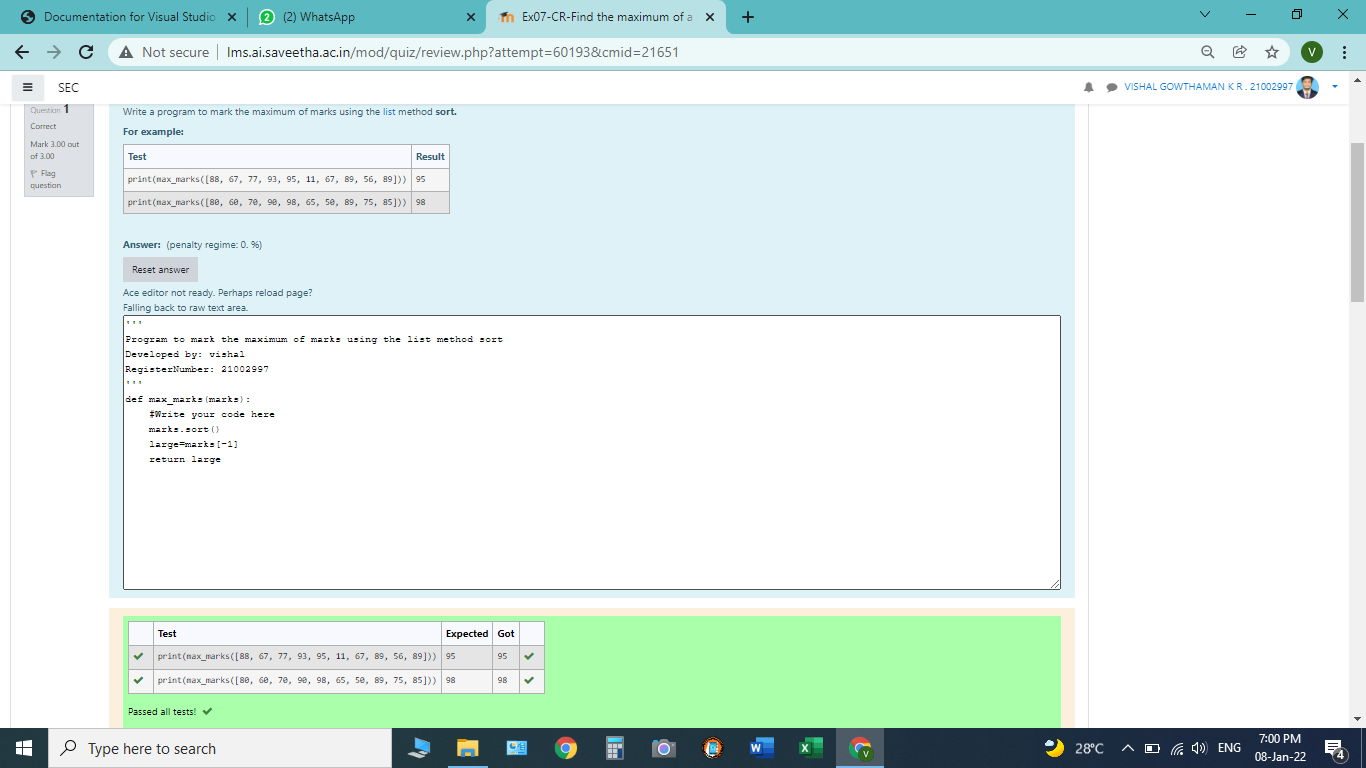 Documentation for Visual Studio
(2) WhatsApp
Ex07-CR-Find the maximum of a
Not secure
lms.ai.saveetha.ac.in/mod/quiz/review.php?attempt=60193&cmid=21651
V
SEC
VISHAL GOWTHAMAN K R . 21002997
Question 1
Correct
Mark 3.00 out
of 3.00
Flag
question
Write a program to mark the maximum of marks using the list method sort.
For example:
Test Result
print(max_marks([88, 67, 77, 93, 95, 11, 67, 89, 56, 89])) 95
print(max_marks([80, 60, 70, 90, 98, 65, 50, 89, 75, 85])) 98
Answer: (penalty regime: 0. %)
Reset answer
Ace editor not ready. Perhaps reload page?
Falling back to raw text area.
'''
Program to mark the maximum of marks using the list method sort
Developed by: vishal
RegisterNumber: 21002997
'''
def max_marks(marks):
    #Write your code here
    marks.sort()
    large=marks[-1]
    return large
Test Expected Got
print(max_marks([88, 67, 77, 93, 95, 11, 67, 89, 56, 89])) 95 95
print(max_marks([80, 60, 70, 90, 98, 65, 50, 89, 75, 85])) 98 98
Passed all tests!
Type here to search
28°C
ENG
7:00 PM
08-Jan-22
4